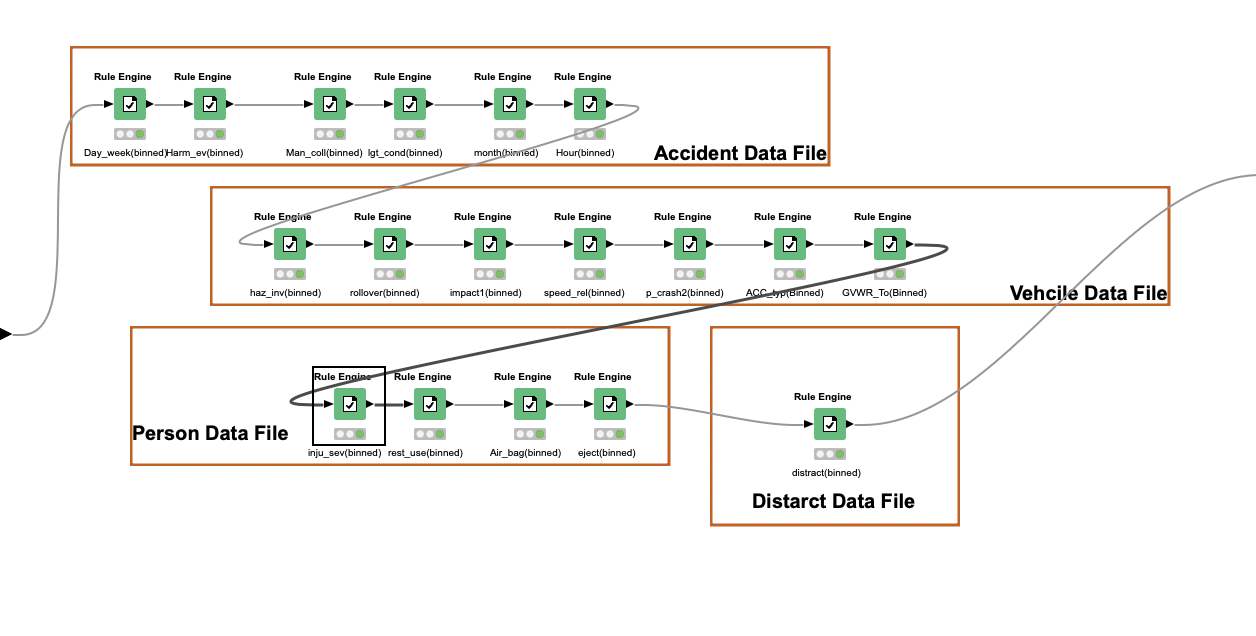 Rule Engine Rule Engine Rule Engine Rule Engine Rule Engine Rule Engine
Day_week(binned) Harm_ev(binned) Man_coll(binned) lgt_cond(binned) month(binned) Hour(binned)
Accident Data File
Rule Engine Rule Engine Rule Engine Rule Engine Rule Engine Rule Engine Rule Engine
haz_inv(binned) rollover(binned) impact1(binned) speed_rel(binned) p_crash2(binned) ACC_typ(Binned) GVWR_To(Binned)
Vehcile Data File
Rule Engine Rule Engine Rule Engine Rule Engine
Person Data File
inju_sev(binned) rest_use(binned) Air_bag(binned) eject(binned)
Rule Engine
distract(binned)
Distarct Data File